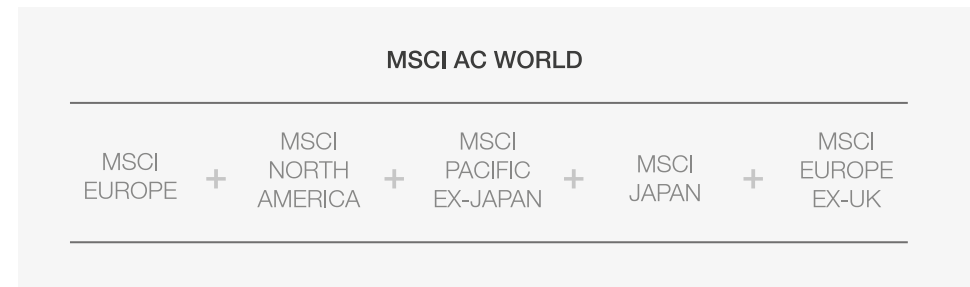 MSCI AC WORLD
MSCI
EUROPE
+
MSCI
NORTH
AMERICA
+
MSCI
PACIFIC
EX-JAPAN
+
MSCI
JAPAN
+
MSCI
EUROPE
EX-UK